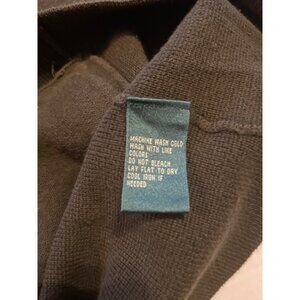 MACHINE WASH COLD
WASH WITH LIKE
COLORS
DO NOT BLEACH
LAY FLAT TO DRY
COOL IRON IF
NEEDED